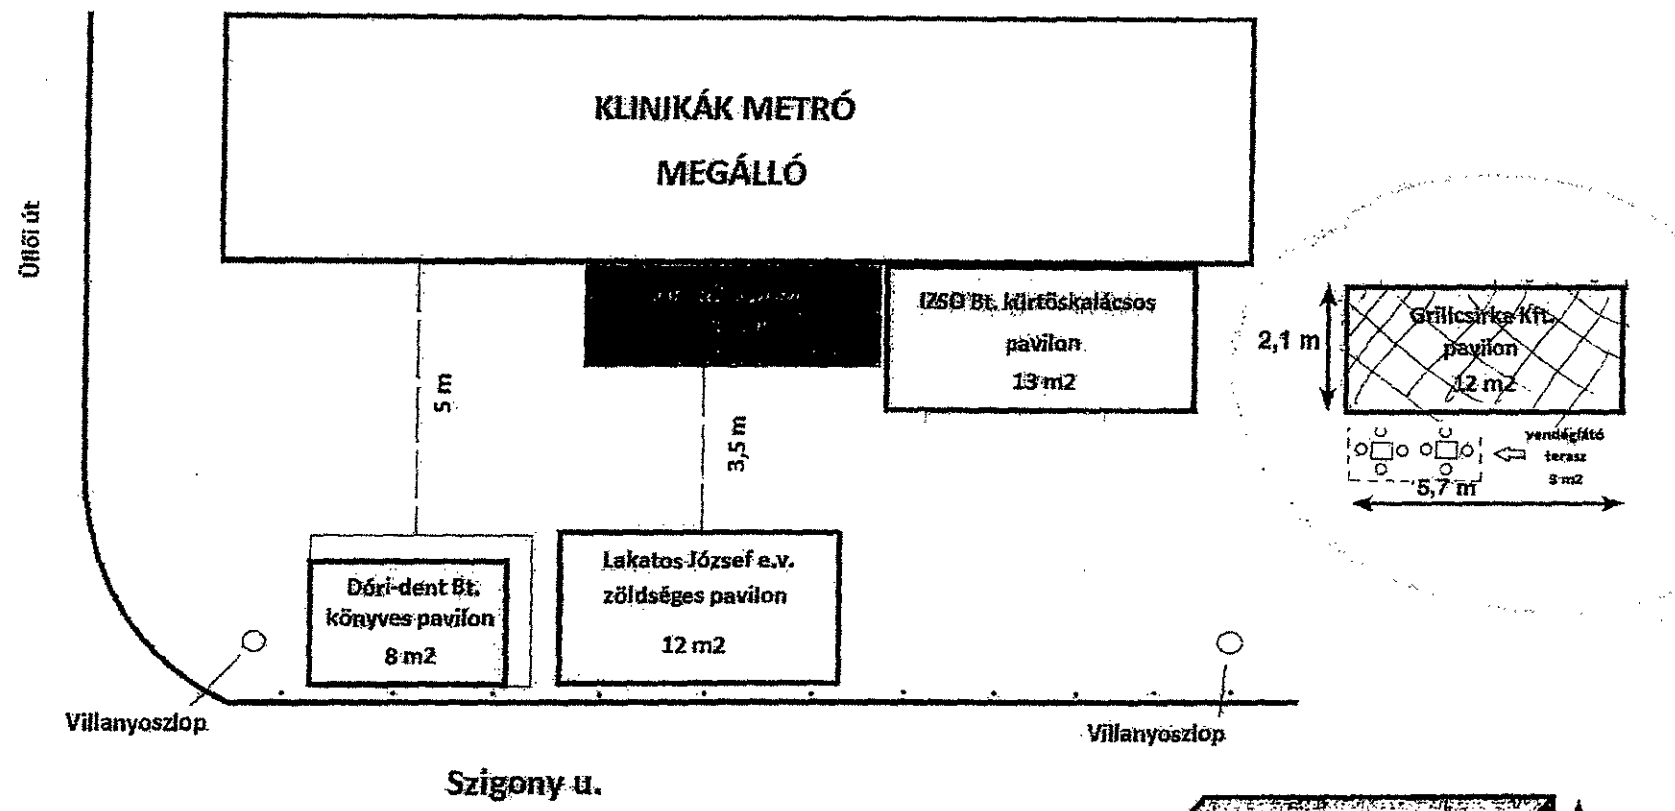 KLINIKÁK METRÓ
MEGÁLLÓ
Üllői út
IZSO Bt. kürtöskalácsos
pavilon
13 m2
2,1 m
Grillcsirke Kft.
pavilon
12 m2
5 m
3,5 m
vendéglátó
terasz
5,7 m
Dóri-dent Bt.
könyves pavilon
8 m2
Lakatos József e.v.
zöldséges pavilon
12 m2
Villanyoszlop
Villanyoszlop
Szigony u.